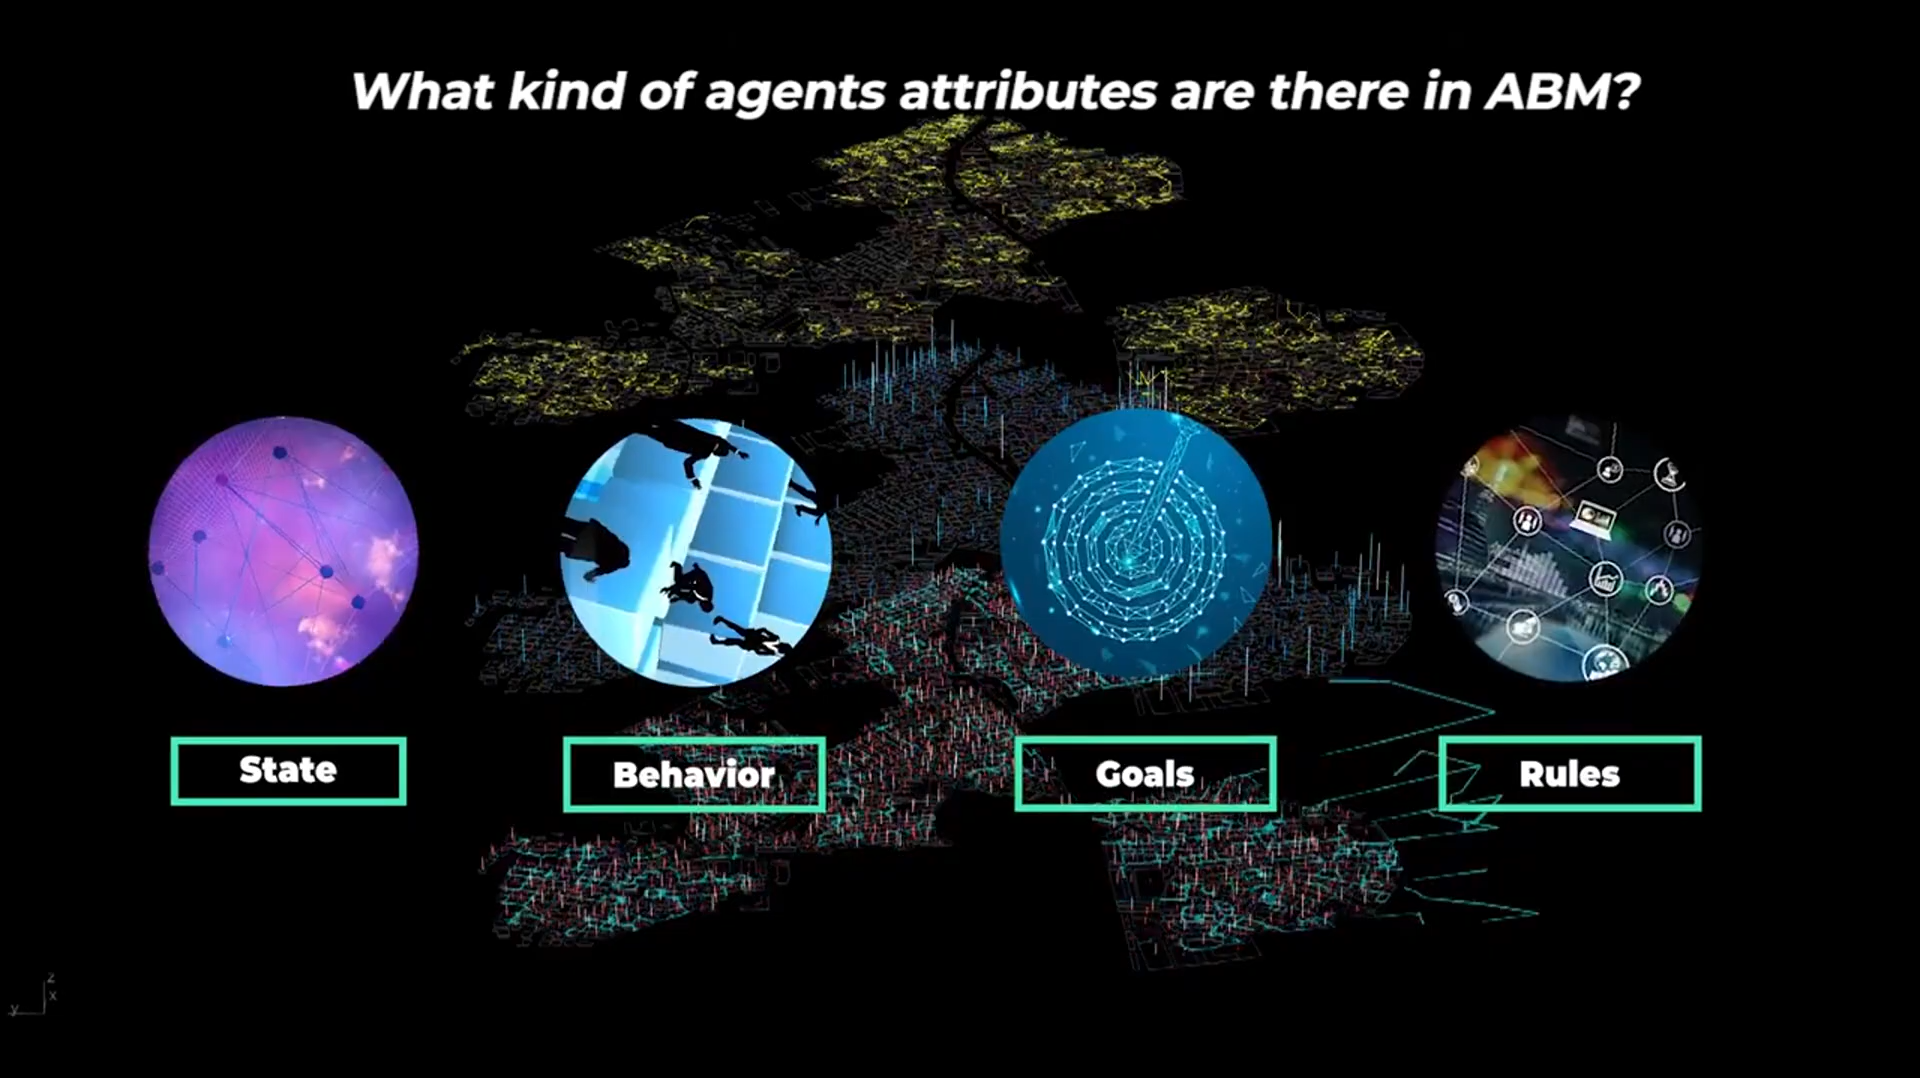 What kind of agents attributes are there in ABM?
State
Behavior
Goals
Rules
z
x
y